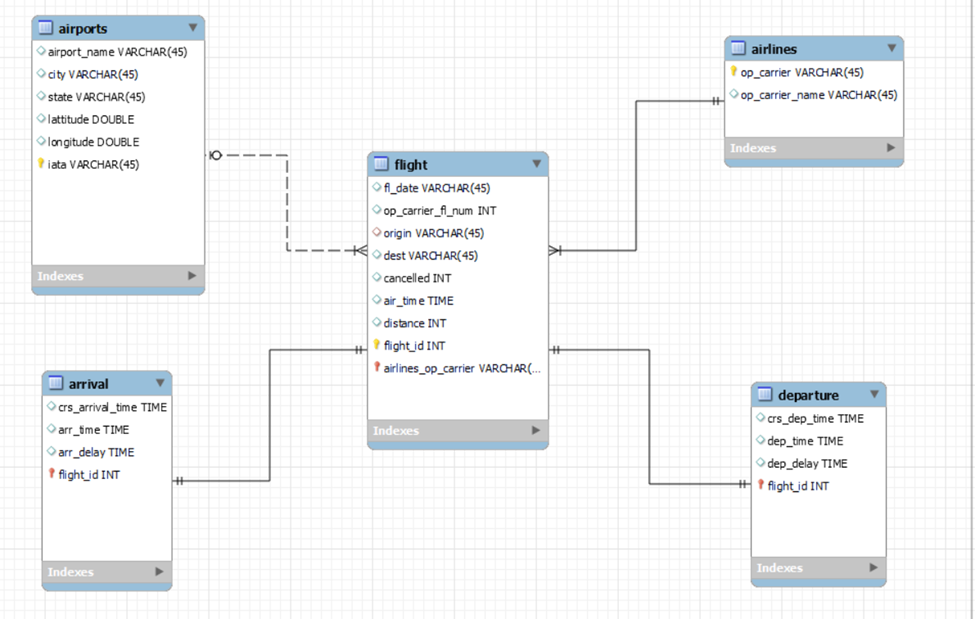 airports
airport_name VARCHAR(45)
city VARCHAR(45)
state VARCHAR(45)
lattitude DOUBLE
longitude DOUBLE
iata VARCHAR(45)
Indexes
airlines
op_carrier VARCHAR(45)
op_carrier_name VARCHAR(45)
Indexes
flight
fl_date VARCHAR(45)
op_carrier_fl_num INT
origin VARCHAR(45)
dest VARCHAR(45)
cancelled INT
air_time TIME
distance INT
flight_id INT
airlines_op_carrier VARCHAR(...
Indexes
arrival
crs_arrival_time TIME
arr_time TIME
arr_delay TIME
flight_id INT
Indexes
departure
crs_dep_time TIME
dep_time TIME
dep_delay TIME
flight_id INT
Indexes